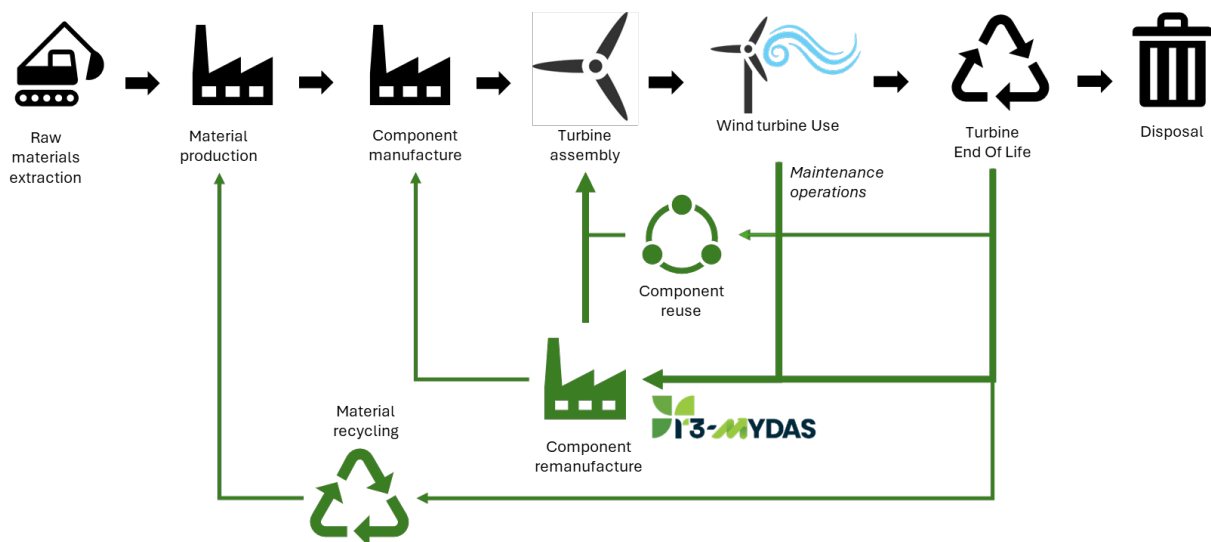 Raw
materials
extraction
Material
production
Component
manufacture
Turbine
assembly
Wind turbine Use
Turbine
End Of Life
Disposal
Maintenance
operations
Component
reuse
Component
remanufacture
r3-MYDAS
Material
recycling